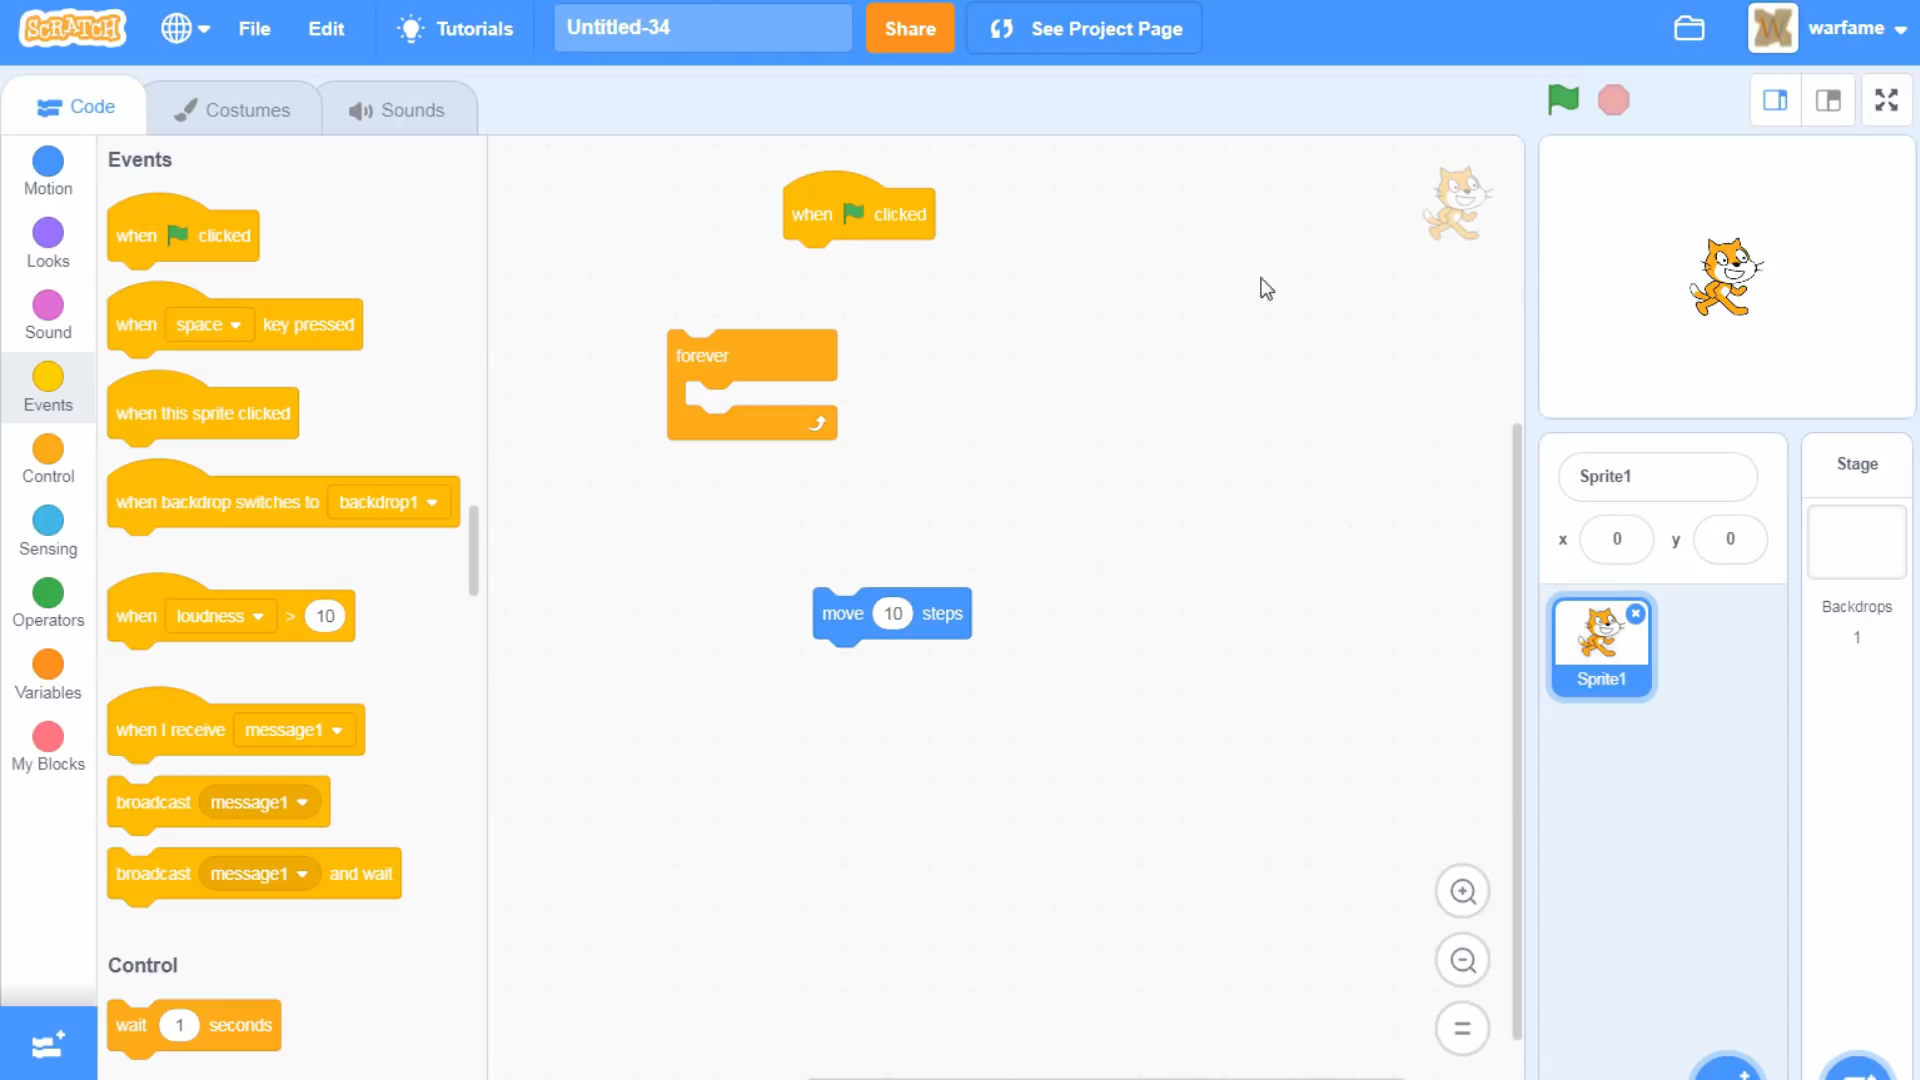 SCRATCH
File
Edit
Tutorials
Untitled-34
Share
See Project Page
W
warfame
Code
Costumes
Sounds
Motion
Looks
Sound
Events
Control
Sensing
Operators
Variables
My Blocks
Events
when clicked
when space key pressed
when this sprite clicked
when backdrop switches to backdrop1
when loudness > 10
when I receive message1
broadcast message1
broadcast message1 and wait
Control
wait 1 seconds
when clicked
forever
move 10 steps
Sprite1
x 0 y 0
Sprite1
Stage
Backdrops
1